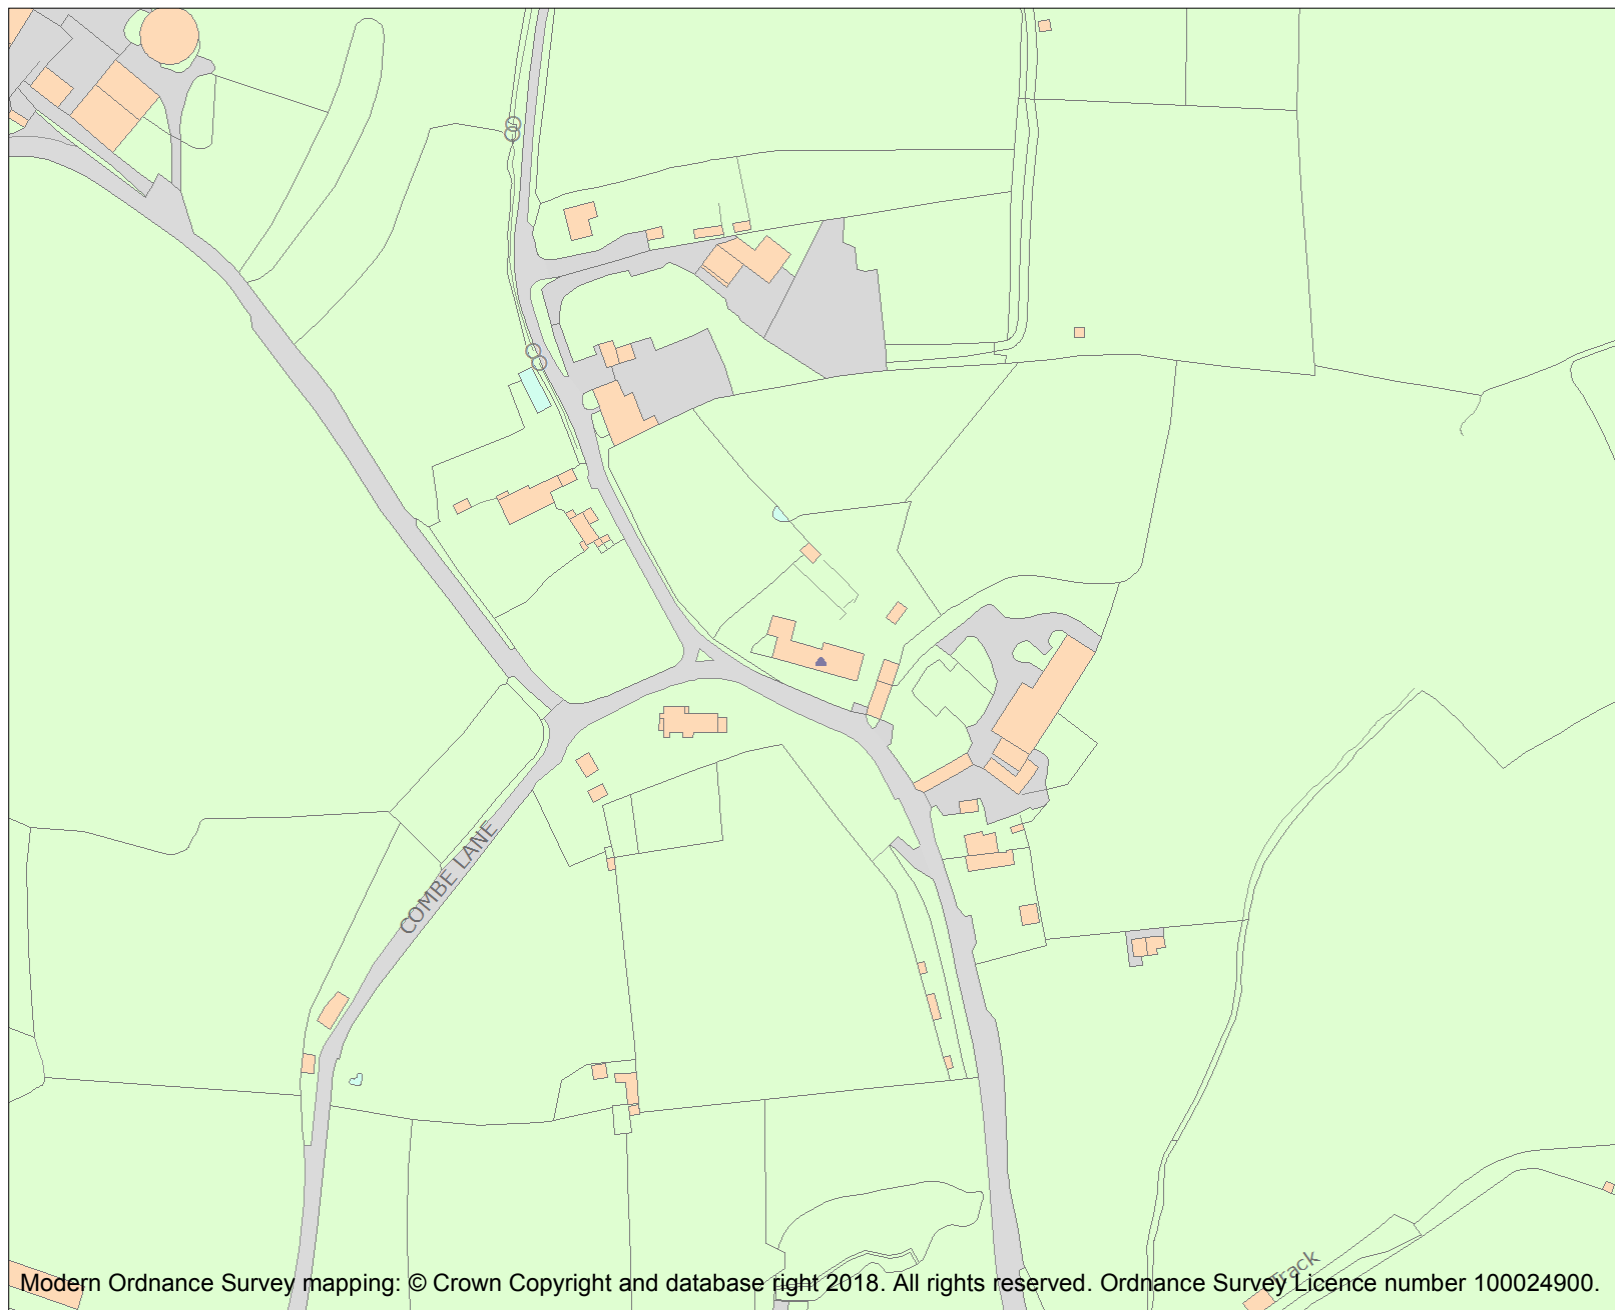 COMBE LANE
Track
Modern Ordnance Survey mapping: © Crown Copyright and database right 2018. All rights reserved. Ordnance Survey Licence number 100024900.